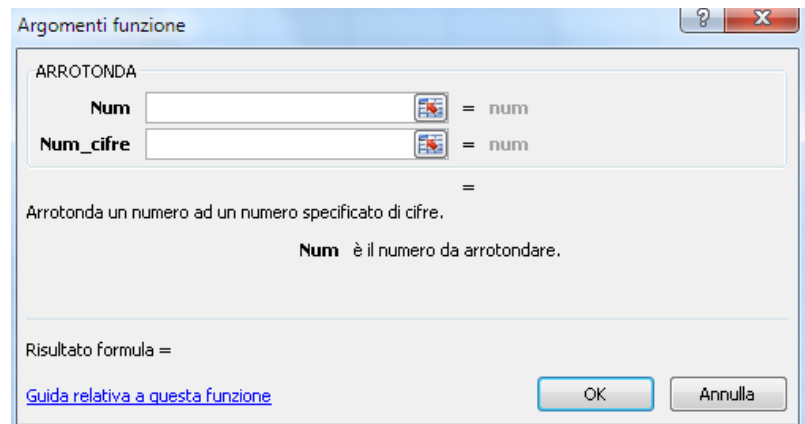 Argomenti funzione
ARROTONDA
Num = num
Num_cifre = num
=
Arrotonda un numero ad un numero specificato di cifre.
Num è il numero da arrotondare.
Risultato formula =
Guida relativa a questa funzione
OK Annulla